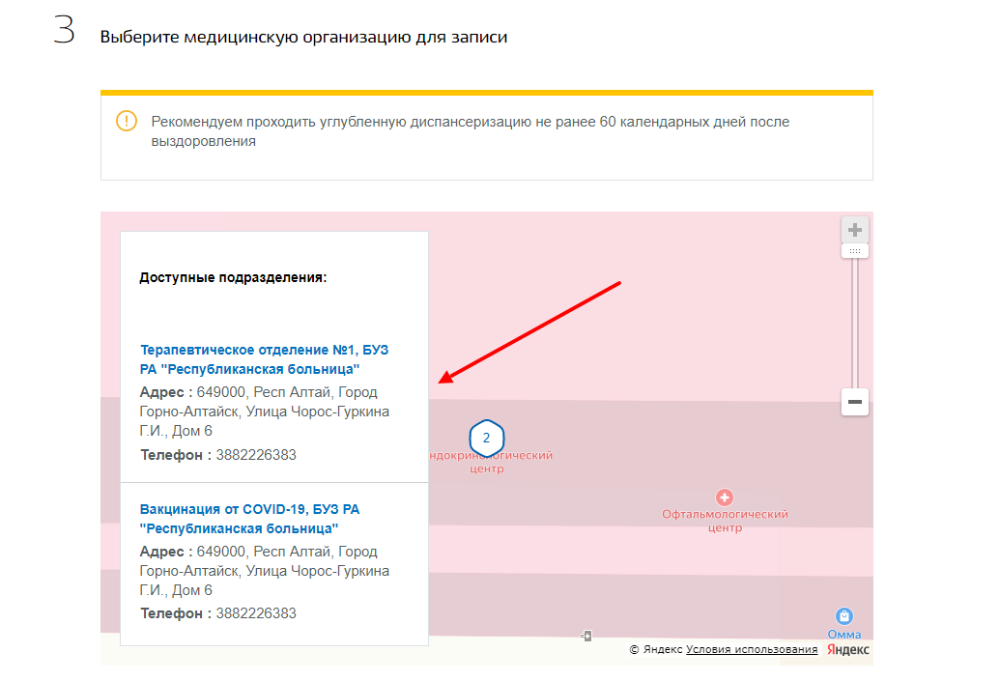 3
Выберите медицинскую организацию для записи
Рекомендуем проходить углубленную диспансеризацию не ранее 60 календарных дней после
выздоровления
Доступные подразделения:
Терапевтическое отделение №1, БУЗ
РА "Республиканская больница"
Адрес : 649000, Респ Алтай, Город
Горно-Алтайск, Улица Чорос-Гуркина
Г.И., Дом 6
Телефон : 3882226383
Вакцинация от COVID-19, БУЗ РА
"Республиканская больница"
Адрес : 649000, Респ Алтай, Город
Горно-Алтайск, Улица Чорос-Гуркина
Г.И., Дом 6
Телефон : 3882226383
2
ндокринологический
центр
Офтальмологический
центр
Омма
© Яндекс Условия использования Яндекс